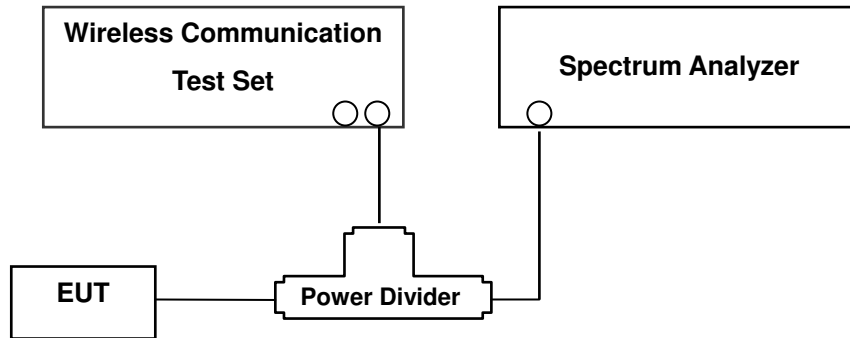 Wireless Communication
Test Set
Spectrum Analyzer
EUT
Power Divider